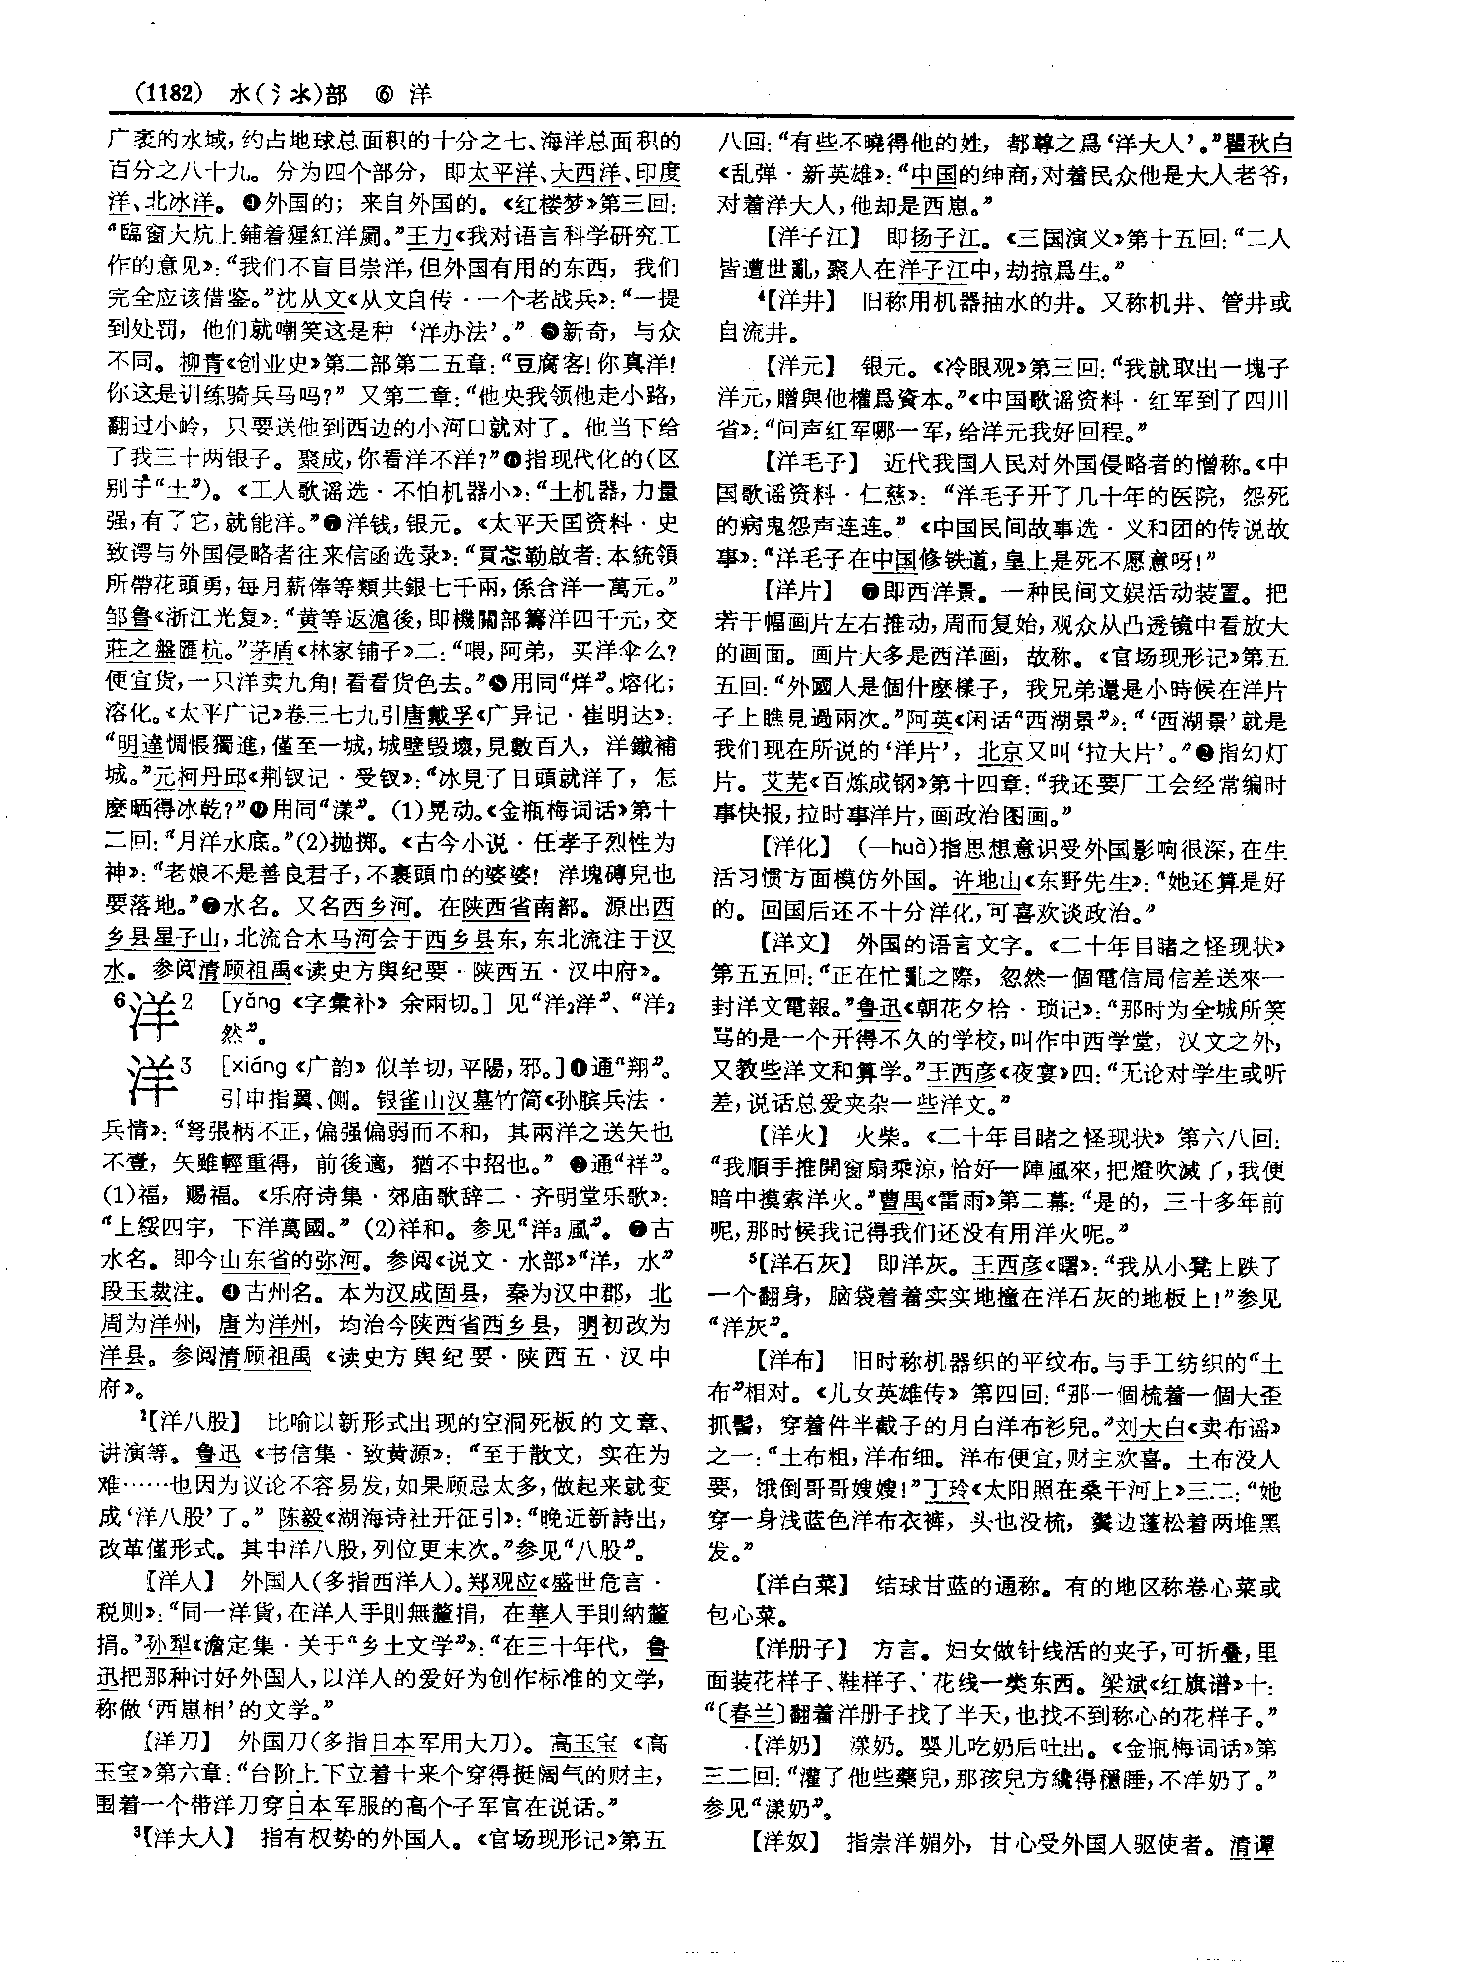 (1182) 水(氵氺)部 ⑥ 洋
广袤的水域,约占地球总面积的十分之七、海洋总面积的
百分之八十九。分为四个部分,即太平洋、大西洋、印度
洋、北冰洋。❹外国的;来自外国的。《红楼梦》第三回:
“臨窗大炕上鋪着猩紅洋罽。”王力《我对语言科学研究工
作的意见》:“我们不盲目崇洋,但外国有用的东西,我们
完全应该借鉴。”沈从文《从文自传·一个老战兵》:“一提
到处罚,他们就嘲笑这是种‘洋办法’。”❺新奇,与众
不同。柳青《创业史》第二部第二五章:“豆腐客!你真洋!
你这是训练骑兵马吗?”又第二章:“他央我领他走小路,
翻过小岭,只要送他到西边的小河口就对了。他当下给
了我三十两银子。聚成,你看洋不洋?”❻指现代化的(区
别于“土”)。《工人歌谣选·不怕机器小》:“土机器,力量
强,有了它,就能洋。”❼洋钱,银元。《太平天国资料·史
致谔与外国侵略者往来信函选录》:“買忒勒啟者:本統領
所帶花頭勇,每月薪俸等類共銀七千兩,係合洋一萬元。”
邹鲁《浙江光复》:“黄等返滬後,即機關部籌洋四千元,交
莊之盤匯杭。”茅盾《林家铺子》二:“喂,阿弟,买洋伞么?
便宜货,一只洋卖九角!看看货色去。”❽用同“烊”。熔化;
溶化。《太平广记》卷三七九引唐戴孚《广异记·崔明达》:
“明達惆悵獨進,僅至一城,城壁毁壞,見數百人,洋鐵補
城。”元柯丹邱《荆钗记·受钗》:“冰見了日頭就洋了,怎
麽晒得冰乾?”❾用同“漾”。(1)晃动。《金瓶梅词话》第十
二回:“月洋水底。”(2)抛掷。《古今小说·任孝子烈性为
神》:“老娘不是善良君子,不裹頭巾的婆婆!洋塊磚兒也
要落地。”❿水名。又名西乡河。在陕西省南部。源出西
乡县星子山,北流合木马河会于西乡县东,东北流注于汉
水。参阅清顾祖禹《读史方舆纪要·陕西五·汉中府》。
6洋2 [yǎng《字彙补》余兩切。]见“洋2洋”、“洋2
然”。
洋3 [xiáng《广韵》似羊切,平陽,邪。]❶通“翔”。
引申指翼、侧。银雀山汉墓竹简《孙膑兵法·
兵情》:“弩張柄不正,偏强偏弱而不和,其兩洋之送矢也
不壹,矢雖輕重得,前後適,猶不中招也。”❷通“祥”。
(1)福,赐福。《乐府诗集·郊庙歌辞二·齐明堂乐歌》:
“上綏四宇,下洋萬國。”(2)祥和。参见“洋3風”。❸古
水名。即今山东省的弥河。参阅《说文·水部》“洋,水”
段玉裁注。❹古州名。本为汉成固县,秦为汉中郡,北
周为洋州,唐为洋州,均治今陕西省西乡县,明初改为
洋县。参阅清顾祖禹《读史方舆纪要·陕西五·汉中
府》。
2【洋八股】 比喻以新形式出现的空洞死板的文章、
讲演等。鲁迅《书信集·致黄源》:“至于散文,实在为
难……也因为议论不容易发,如果顾忌太多,做起来就变
成‘洋八股’了。”陈毅《湖海诗社开征引》:“晚近新詩出,
改革僅形式。其中洋八股,列位更末次。”参见“八股”。
【洋人】 外国人(多指西洋人)。郑观应《盛世危言·
税则》:“同一洋貨,在洋人手則無釐捐,在華人手則納釐
捐。”孙犁《澹定集·关于“乡土文学”》:“在三十年代,鲁
迅把那种讨好外国人,以洋人的爱好为创作标准的文学,
称做‘西崽相’的文学。”
【洋刀】 外国刀(多指日本军用大刀)。高玉宝《高
玉宝》第六章:“台阶上下立着十来个穿得挺阔气的财主,
围着一个带洋刀穿日本军服的高个子军官在说话。”
3【洋大人】 指有权势的外国人。《官场现形记》第五
八回:“有些不曉得他的姓,都尊之爲‘洋大人’。”瞿秋白
《乱弹·新英雄》:“中国的绅商,对着民众他是大人老爷,
对着洋大人,他却是西崽。”
【洋子江】 即扬子江。《三国演义》第十五回:“二人
皆遭世亂,聚人在洋子江中,劫掠爲生。”
4【洋井】 旧称用机器抽水的井。又称机井、管井或
自流井。
【洋元】 银元。《冷眼观》第三回:“我就取出一塊子
洋元,贈與他權爲資本。”《中国歌谣资料·红军到了四川
省》:“问声红军哪一军,给洋元我好回程。”
【洋毛子】 近代我国人民对外国侵略者的憎称。《中
国歌谣资料·仁慈》:“洋毛子开了几十年的医院,怨死
的病鬼怨声连连。”《中国民间故事选·义和团的传说故
事》:“洋毛子在中国修铁道,皇上是死不愿意呀!”
【洋片】 ❶即西洋景。一种民间文娱活动装置。把
若干幅画片左右推动,周而复始,观众从凸透镜中看放大
的画面。画片大多是西洋画,故称。《官场现形记》第五
五回:“外國人是個什麽樣子,我兄弟還是小時候在洋片
子上瞧見過兩次。”阿英《闲话“西湖景”》:“‘西湖景’就是
我们现在所说的‘洋片’,北京又叫‘拉大片’。”❷指幻灯
片。艾芜《百炼成钢》第十四章:“我还要厂工会经常编时
事快报,拉时事洋片,画政治图画。”
【洋化】 (—huà)指思想意识受外国影响很深,在生
活习惯方面模仿外国。许地山《东野先生》:“她还算是好
的。回国后还不十分洋化,可喜欢谈政治。”
【洋文】 外国的语言文字。《二十年目睹之怪现状》
第五五回:“正在忙亂之際,忽然一個電信局信差送來一
封洋文電報。”鲁迅《朝花夕拾·琐记》:“那时为全城所笑
骂的是一个开得不久的学校,叫作中西学堂,汉文之外,
又教些洋文和算学。”王西彦《夜宴》四:“无论对学生或听
差,说话总爱夹杂一些洋文。”
【洋火】 火柴。《二十年目睹之怪现状》第六八回:
“我順手推開窗扇乘涼,恰好一陣風來,把燈吹滅了,我便
暗中摸索洋火。”曹禺《雷雨》第二幕:“是的,三十多年前
呢,那时候我记得我们还没有用洋火呢。”
5【洋石灰】 即洋灰。王西彦《曙》:“我从小凳上跌了
一个翻身,脑袋着着实实地撞在洋石灰的地板上!”参见
“洋灰”。
【洋布】 旧时称机器织的平纹布。与手工纺织的“土
布”相对。《儿女英雄传》第四回:“那一個梳着一個大歪
抓髻,穿着件半截子的月白洋布衫兒。”刘大白《卖布谣》
之一:“土布粗,洋布细。洋布便宜,财主欢喜。土布没人
要,饿倒哥哥嫂嫂!”丁玲《太阳照在桑干河上》三二:“她
穿一身浅蓝色洋布衣裤,头也没梳,鬓边蓬松着两堆黑
发。”
【洋白菜】 结球甘蓝的通称。有的地区称卷心菜或
包心菜。
【洋册子】 方言。妇女做针线活的夹子,可折叠,里
面装花样子、鞋样子、花线一类东西。梁斌《红旗谱》十:
“〔春兰〕翻着洋册子找了半天,也找不到称心的花样子。”
【洋奶】 漾奶。婴儿吃奶后吐出。《金瓶梅词话》第
三二回:“灌了他些藥兒,那孩兒方纔得穩睡,不洋奶了。”
参见“漾奶”。
【洋奴】 指崇洋媚外,甘心受外国人驱使者。清谭